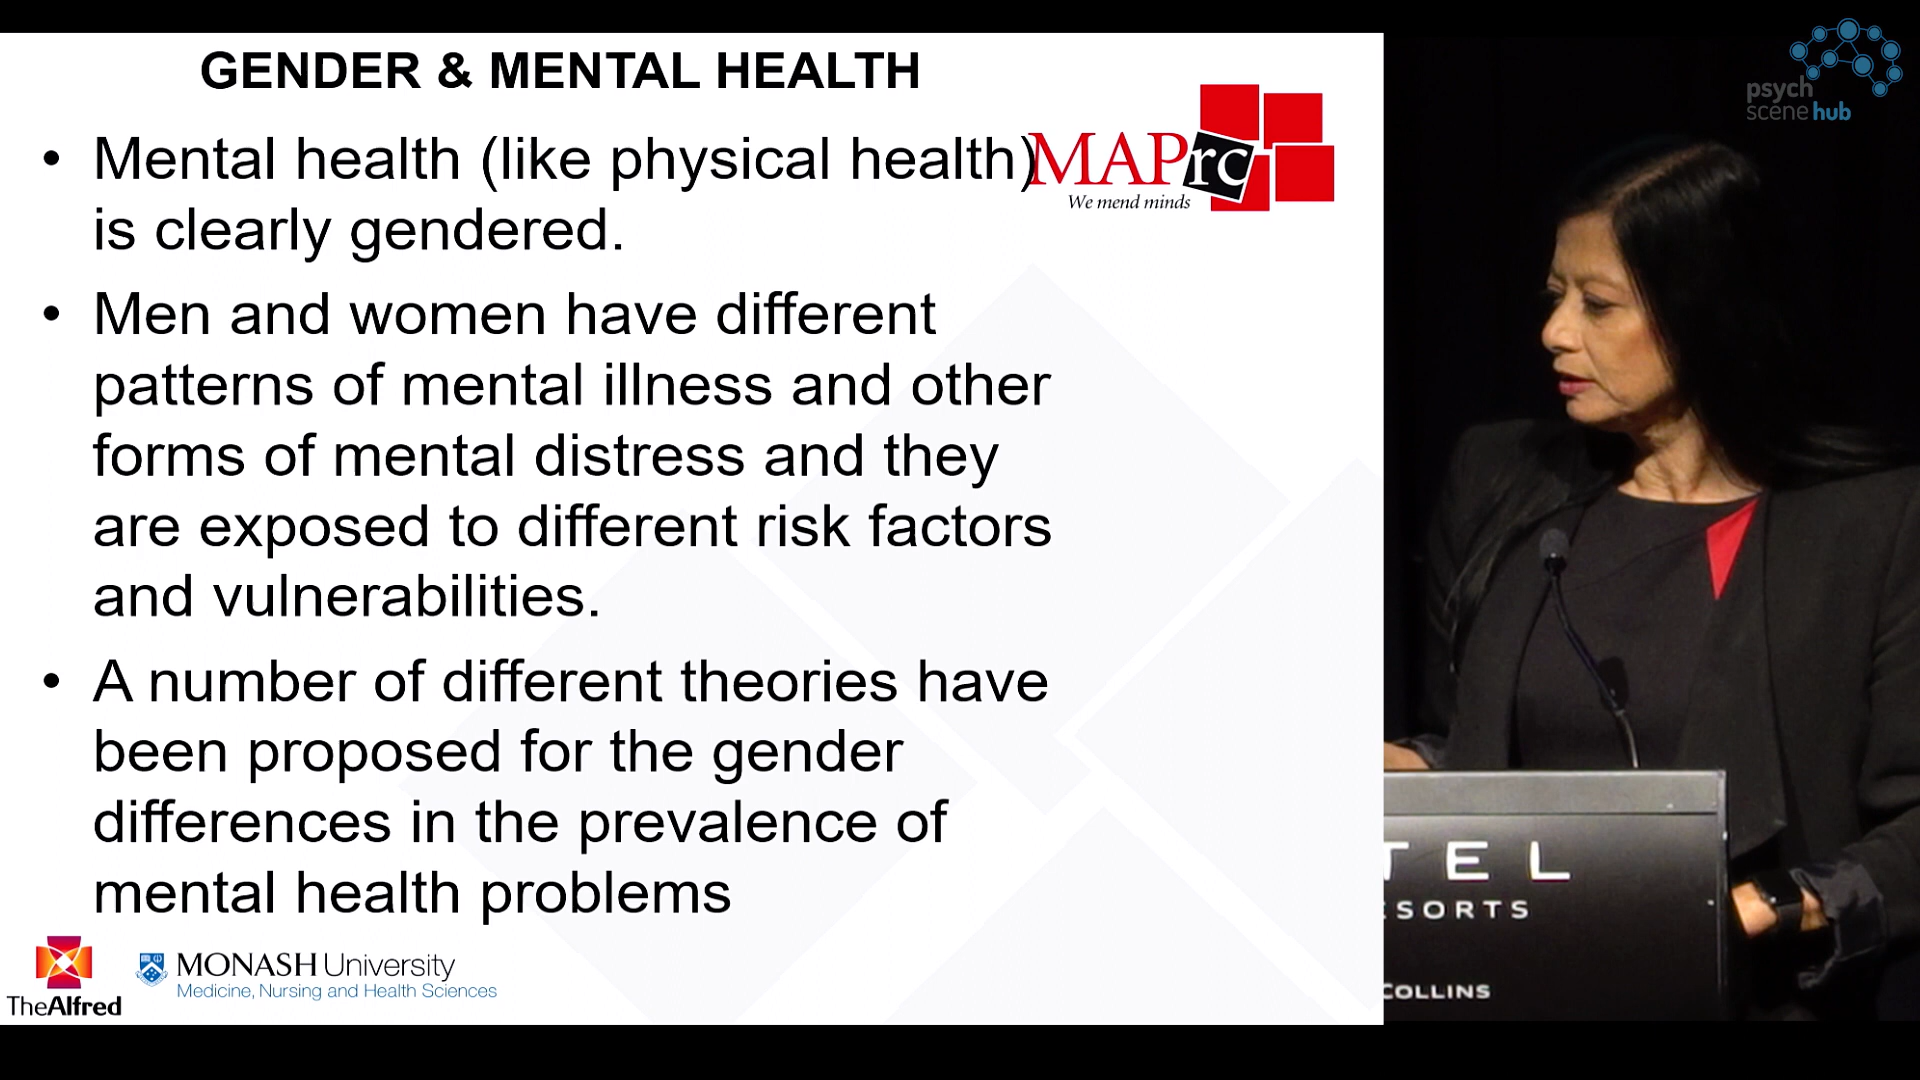 GENDER & MENTAL HEALTH
• Mental health (like physical health)
is clearly gendered.
• Men and women have different
patterns of mental illness and other
forms of mental distress and they
are exposed to different risk factors
and vulnerabilities.
• A number of different theories have
been proposed for the gender
differences in the prevalence of
mental health problems
MAPrc
We mend minds
TheAlfred
MONASH University
Medicine, Nursing and Health Sciences
psych
scene hub
TEL
ESORTS
COLLINS